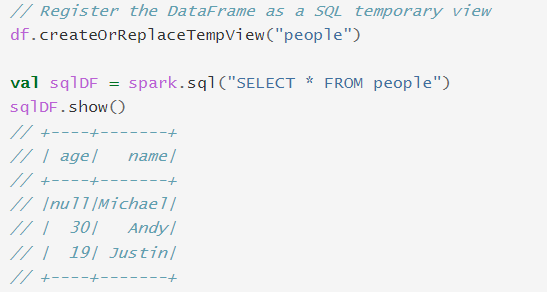 // Register the DataFrame as a SQL temporary view
df.createOrReplaceTempView("people")
val sqlDF = spark.sql("SELECT * FROM people")
sqlDF.show()
// +----+-------+
// | age|   name|
// +----+-------+
// |null|Michael|
// |  30|   Andy|
// |  19| Justin|
// +----+-------+